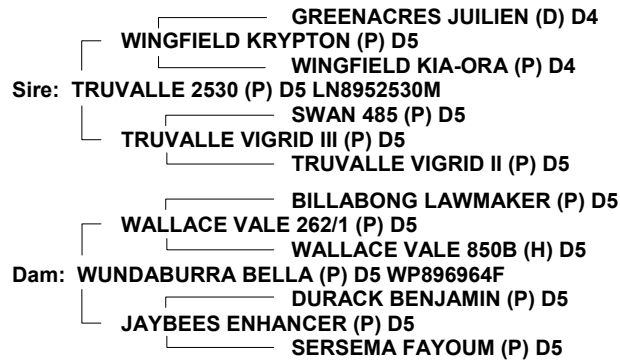 GREENACRES JUILIEN (D) D4
WINGFIELD KRYPTON (P) D5
WINGFIELD KIA-ORA (P) D4
Sire: TRUVALLE 2530 (P) D5 LN8952530M
SWAN 485 (P) D5
TRUVALLE VIGRID III (P) D5
TRUVALLE VIGRID II (P) D5
BILLABONG LAWMAKER (P) D5
WALLACE VALE 262/1 (P) D5
WALLACE VALE 850B (H) D5
Dam: WUNDABURRA BELLA (P) D5 WP896964F
DURACK BENJAMIN (P) D5
JAYBEES ENHANCER (P) D5
SERSEMA FAYOUM (P) D5